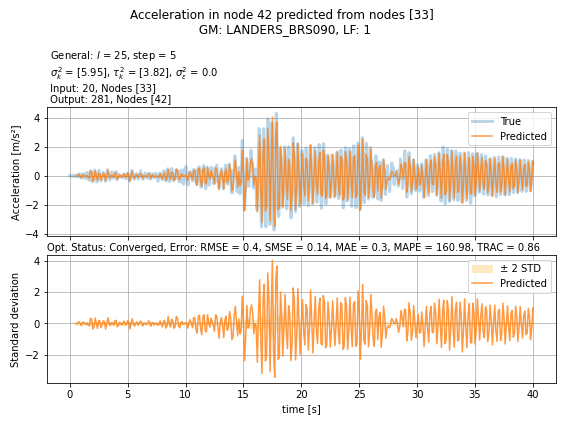 Acceleration in node 42 predicted from nodes [33]
GM: LANDERS_BRS090, LF: 1
General: l = 25, step = 5
σ²ₖ = [5.95], τ²ₖ = [3.82], σ²ε = 0.0
Input: 20, Nodes [33]
Output: 281, Nodes [42]
Acceleration [m/s²]
4
2
0
−2
−4
True
Predicted
Opt. Status: Converged, Error: RMSE = 0.4, SMSE = 0.14, MAE = 0.3, MAPE = 160.98, TRAC = 0.86
Standard deviation
4
2
0
−2
± 2 STD
Predicted
0 5 10 15 20 25 30 35 40
time [s]